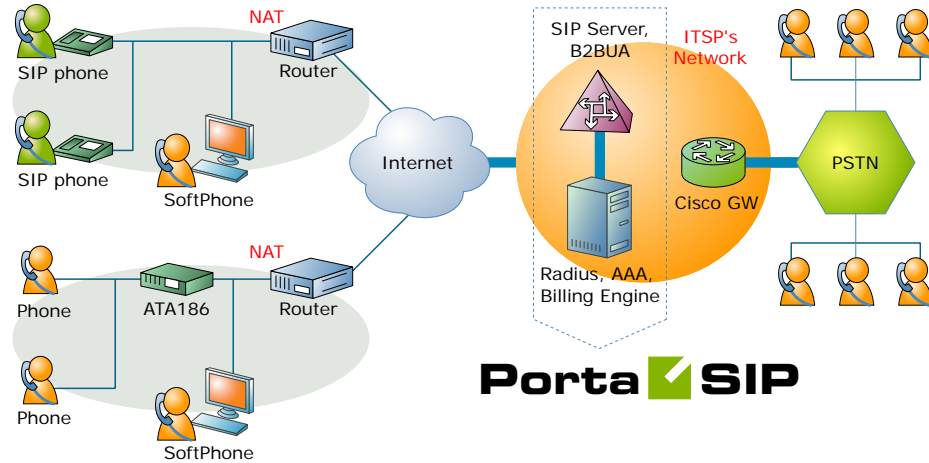 NAT
SIP phone
Router
SIP phone
SoftPhone
Internet
SIP Server,
B2BUA
ITSP's
Network
Cisco GW
PSTN
Radius, AAA,
Billing Engine
NAT
Phone
ATA186
Router
Phone
SoftPhone
Porta SIP